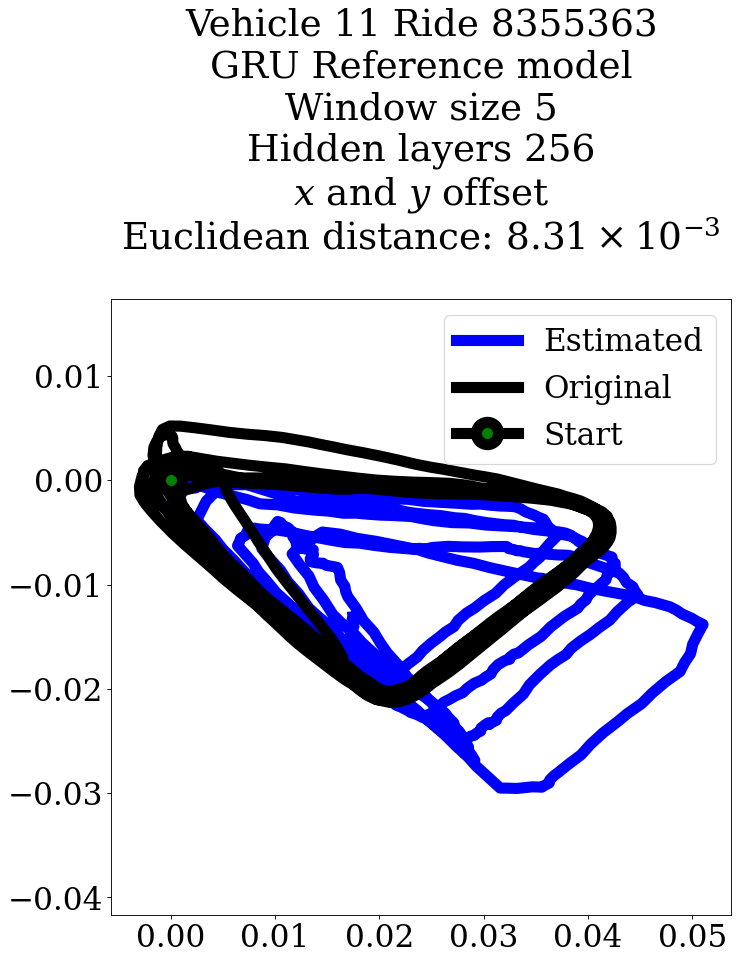 Vehicle 11 Ride 8355363
GRU Reference model
Window size 5
Hidden layers 256
x and y offset
Euclidean distance: 8.31 × 10⁻³
Estimated
Original
Start
0.01
0.00
−0.01
−0.02
−0.03
−0.04
0.00 0.01 0.02 0.03 0.04 0.05